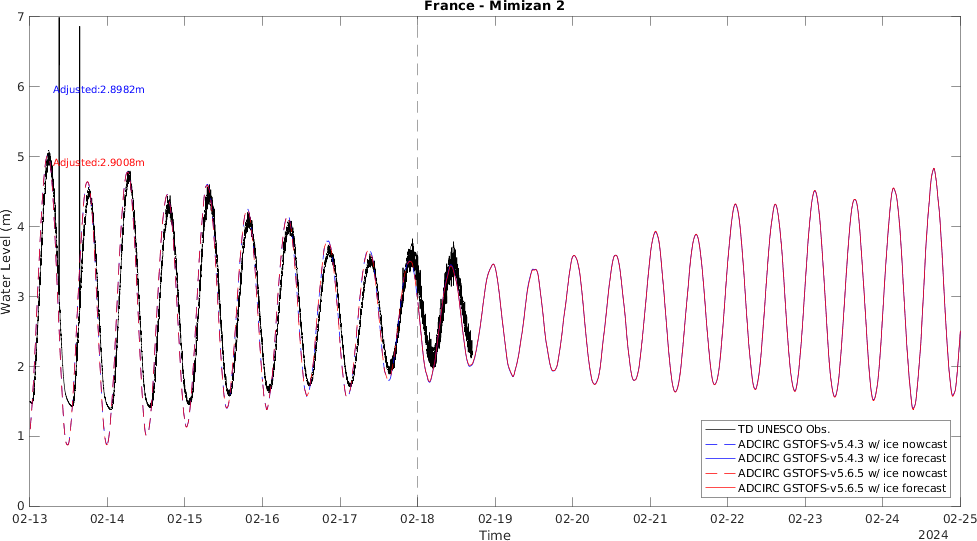 France - Mimizan 2
7
6
5
4
3
2
1
0
Water Level (m)
Adjusted:2.8982m
Adjusted:2.9008m
TD UNESCO Obs.
ADCIRC GSTOFS-v5.4.3 w/ ice nowcast
ADCIRC GSTOFS-v5.4.3 w/ ice forecast
ADCIRC GSTOFS-v5.6.5 w/ ice nowcast
ADCIRC GSTOFS-v5.6.5 w/ ice forecast
02-13 02-14 02-15 02-16 02-17 02-18 02-19 02-20 02-21 02-22 02-23 02-24 02-25
Time
2024